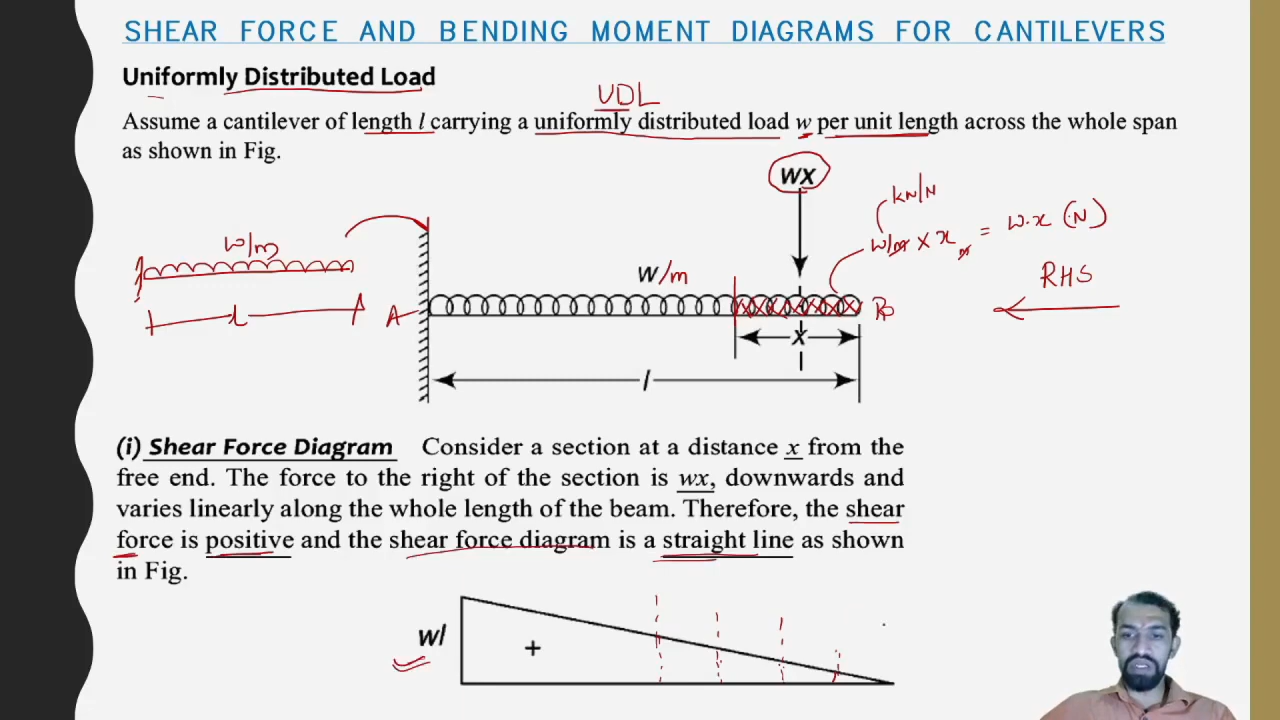 SHEAR FORCE AND BENDING MOMENT DIAGRAMS FOR CANTILEVERS
Uniformly Distributed Load
UDL
Assume a cantilever of length l carrying a uniformly distributed load w per unit length across the whole span
as shown in Fig.
wx
kN/N
w/m × x m = w.x (N)
w/m
w/m
RHS
l
A
B
x
l
(i) Shear Force Diagram Consider a section at a distance x from the
free end. The force to the right of the section is wx, downwards and
varies linearly along the whole length of the beam. Therefore, the shear
force is positive and the shear force diagram is a straight line as shown
in Fig.
wl
+